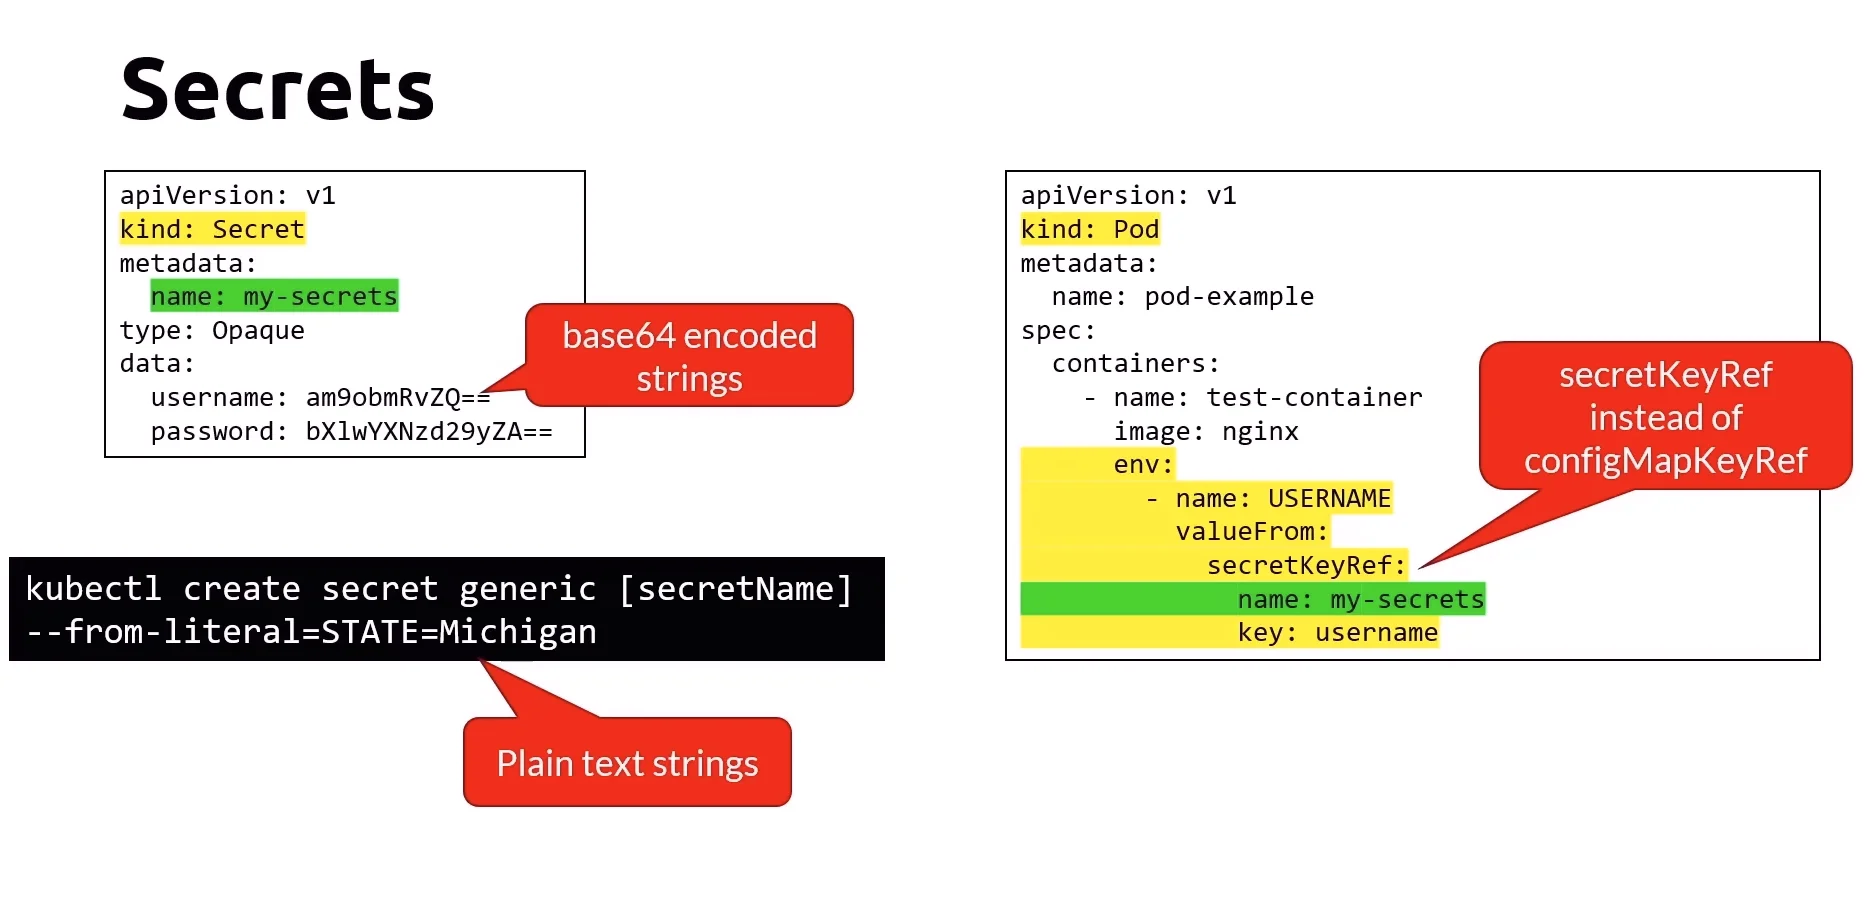 Secrets
apiVersion: v1
kind: Secret
metadata:
  name: my-secrets
type: Opaque
data:
  username: am9obmRvZQ==
  password: bXlwYXNzd29yZA==
base64 encoded
strings
kubectl create secret generic [secretName]
--from-literal=STATE=Michigan
Plain text strings
apiVersion: v1
kind: Pod
metadata:
  name: pod-example
spec:
  containers:
    - name: test-container
      image: nginx
      env:
        - name: USERNAME
          valueFrom:
            secretKeyRef:
              name: my-secrets
              key: username
secretKeyRef
instead of
configMapKeyRef